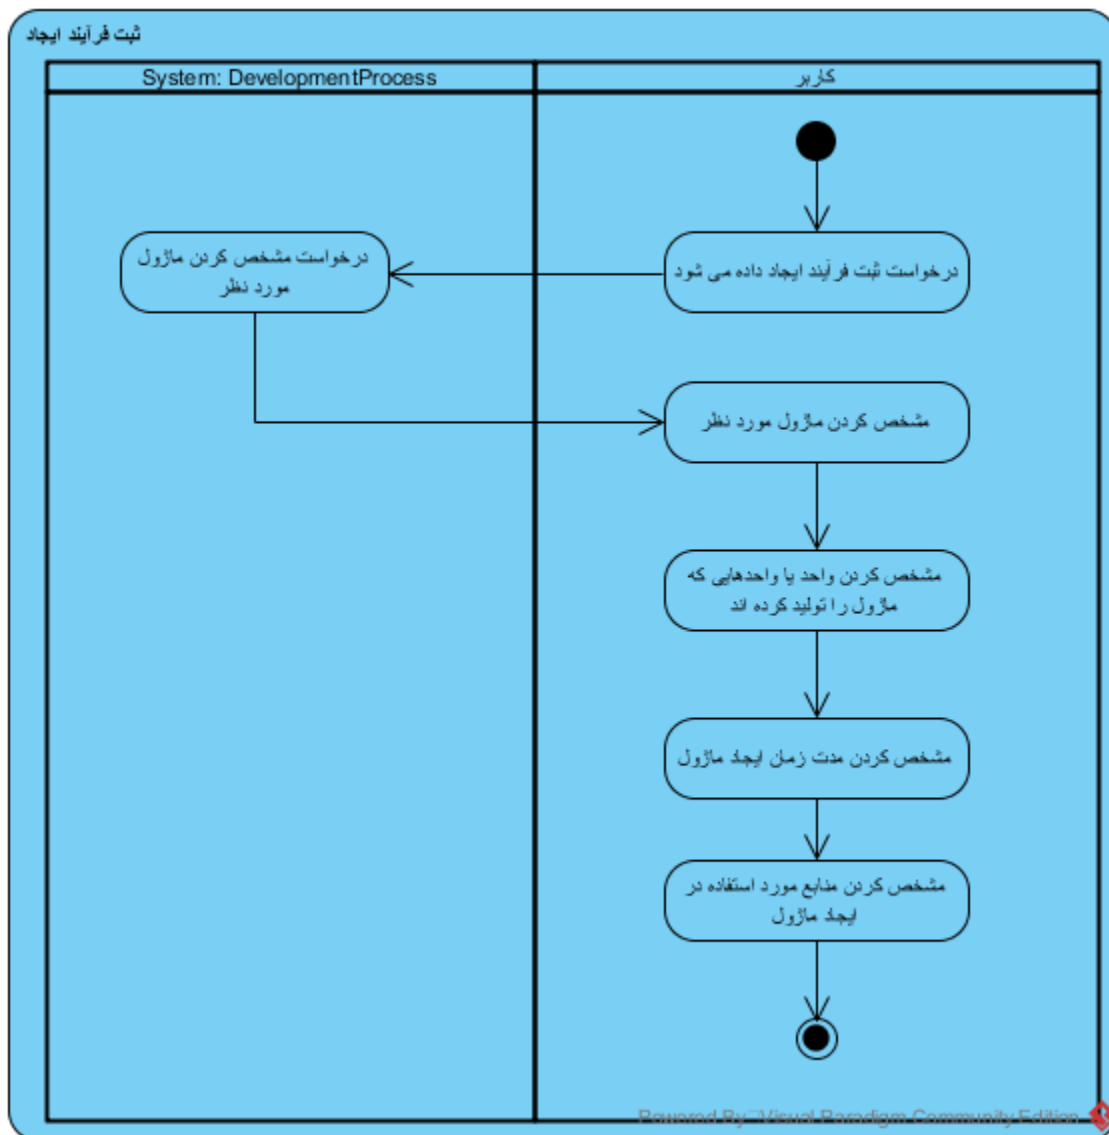 ثبت فرآیند ایجاد
System: DevelopmentProcess
کاربر
درخواست ثبت فرآیند ایجاد داده می شود
درخواست مشخص کردن ماژول
مورد نظر
مشخص کردن ماژول مورد نظر
مشخص کردن واحد یا واحدهایی که
ماژول را تولید کرده اند
مشخص کردن مدت زمان ایجاد ماژول
مشخص کردن منابع مورد استفاده در
ایجاد ماژول
Powered By Visual Paradigm Community Edition